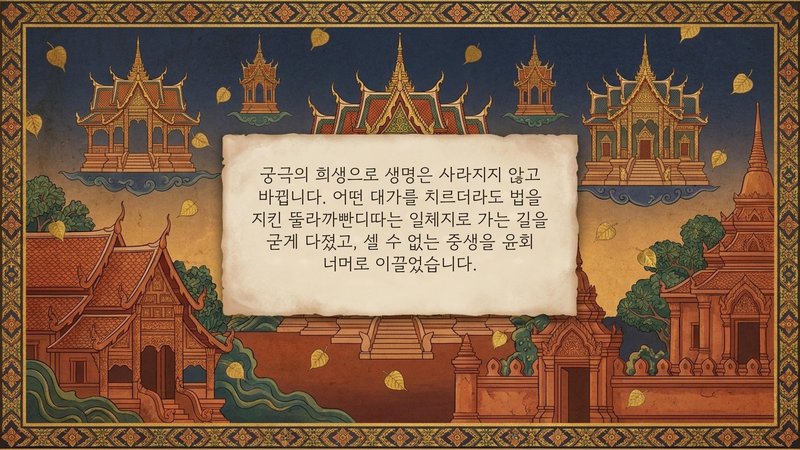 궁극의 희생으로 생명은 사라지지 않고
바뀝니다. 어떤 대가를 치르더라도 법을
지킨 뚤라까빤디따는 일체지로 가는 길을
굳게 다졌고, 셀 수 없는 중생을 윤회
너머로 이끌었습니다.